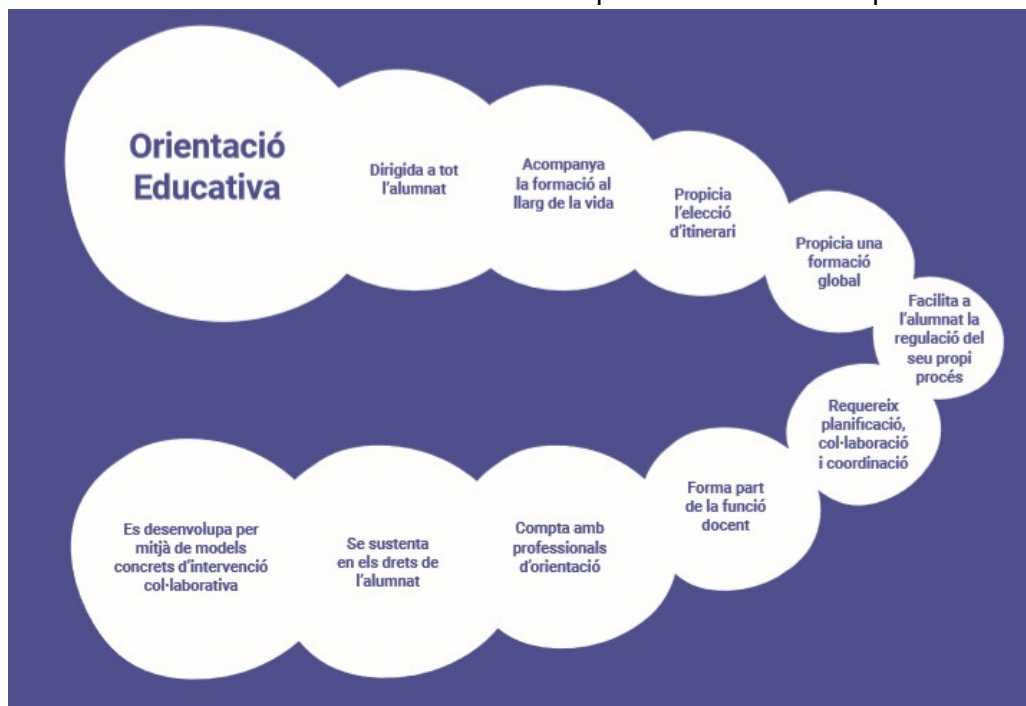 Orientació
Educativa
Dirigida a tot
l'alumnat
Acompanya
la formació al
llarg de la vida
Propicia
l'elecció
d'itinerari
Propicia una
formació
global
Facilita a
l'alumnat la
regulació del
seu propi
procés
Requereix
planificació,
col·laboració
i coordinació
Forma part
de la funció
docent
Compta amb
professionals
d'orientació
Se sustenta
en els drets de
l'alumnat
Es desenvolupa per
mitjà de models
concrets d'intervenció
col·laborativa